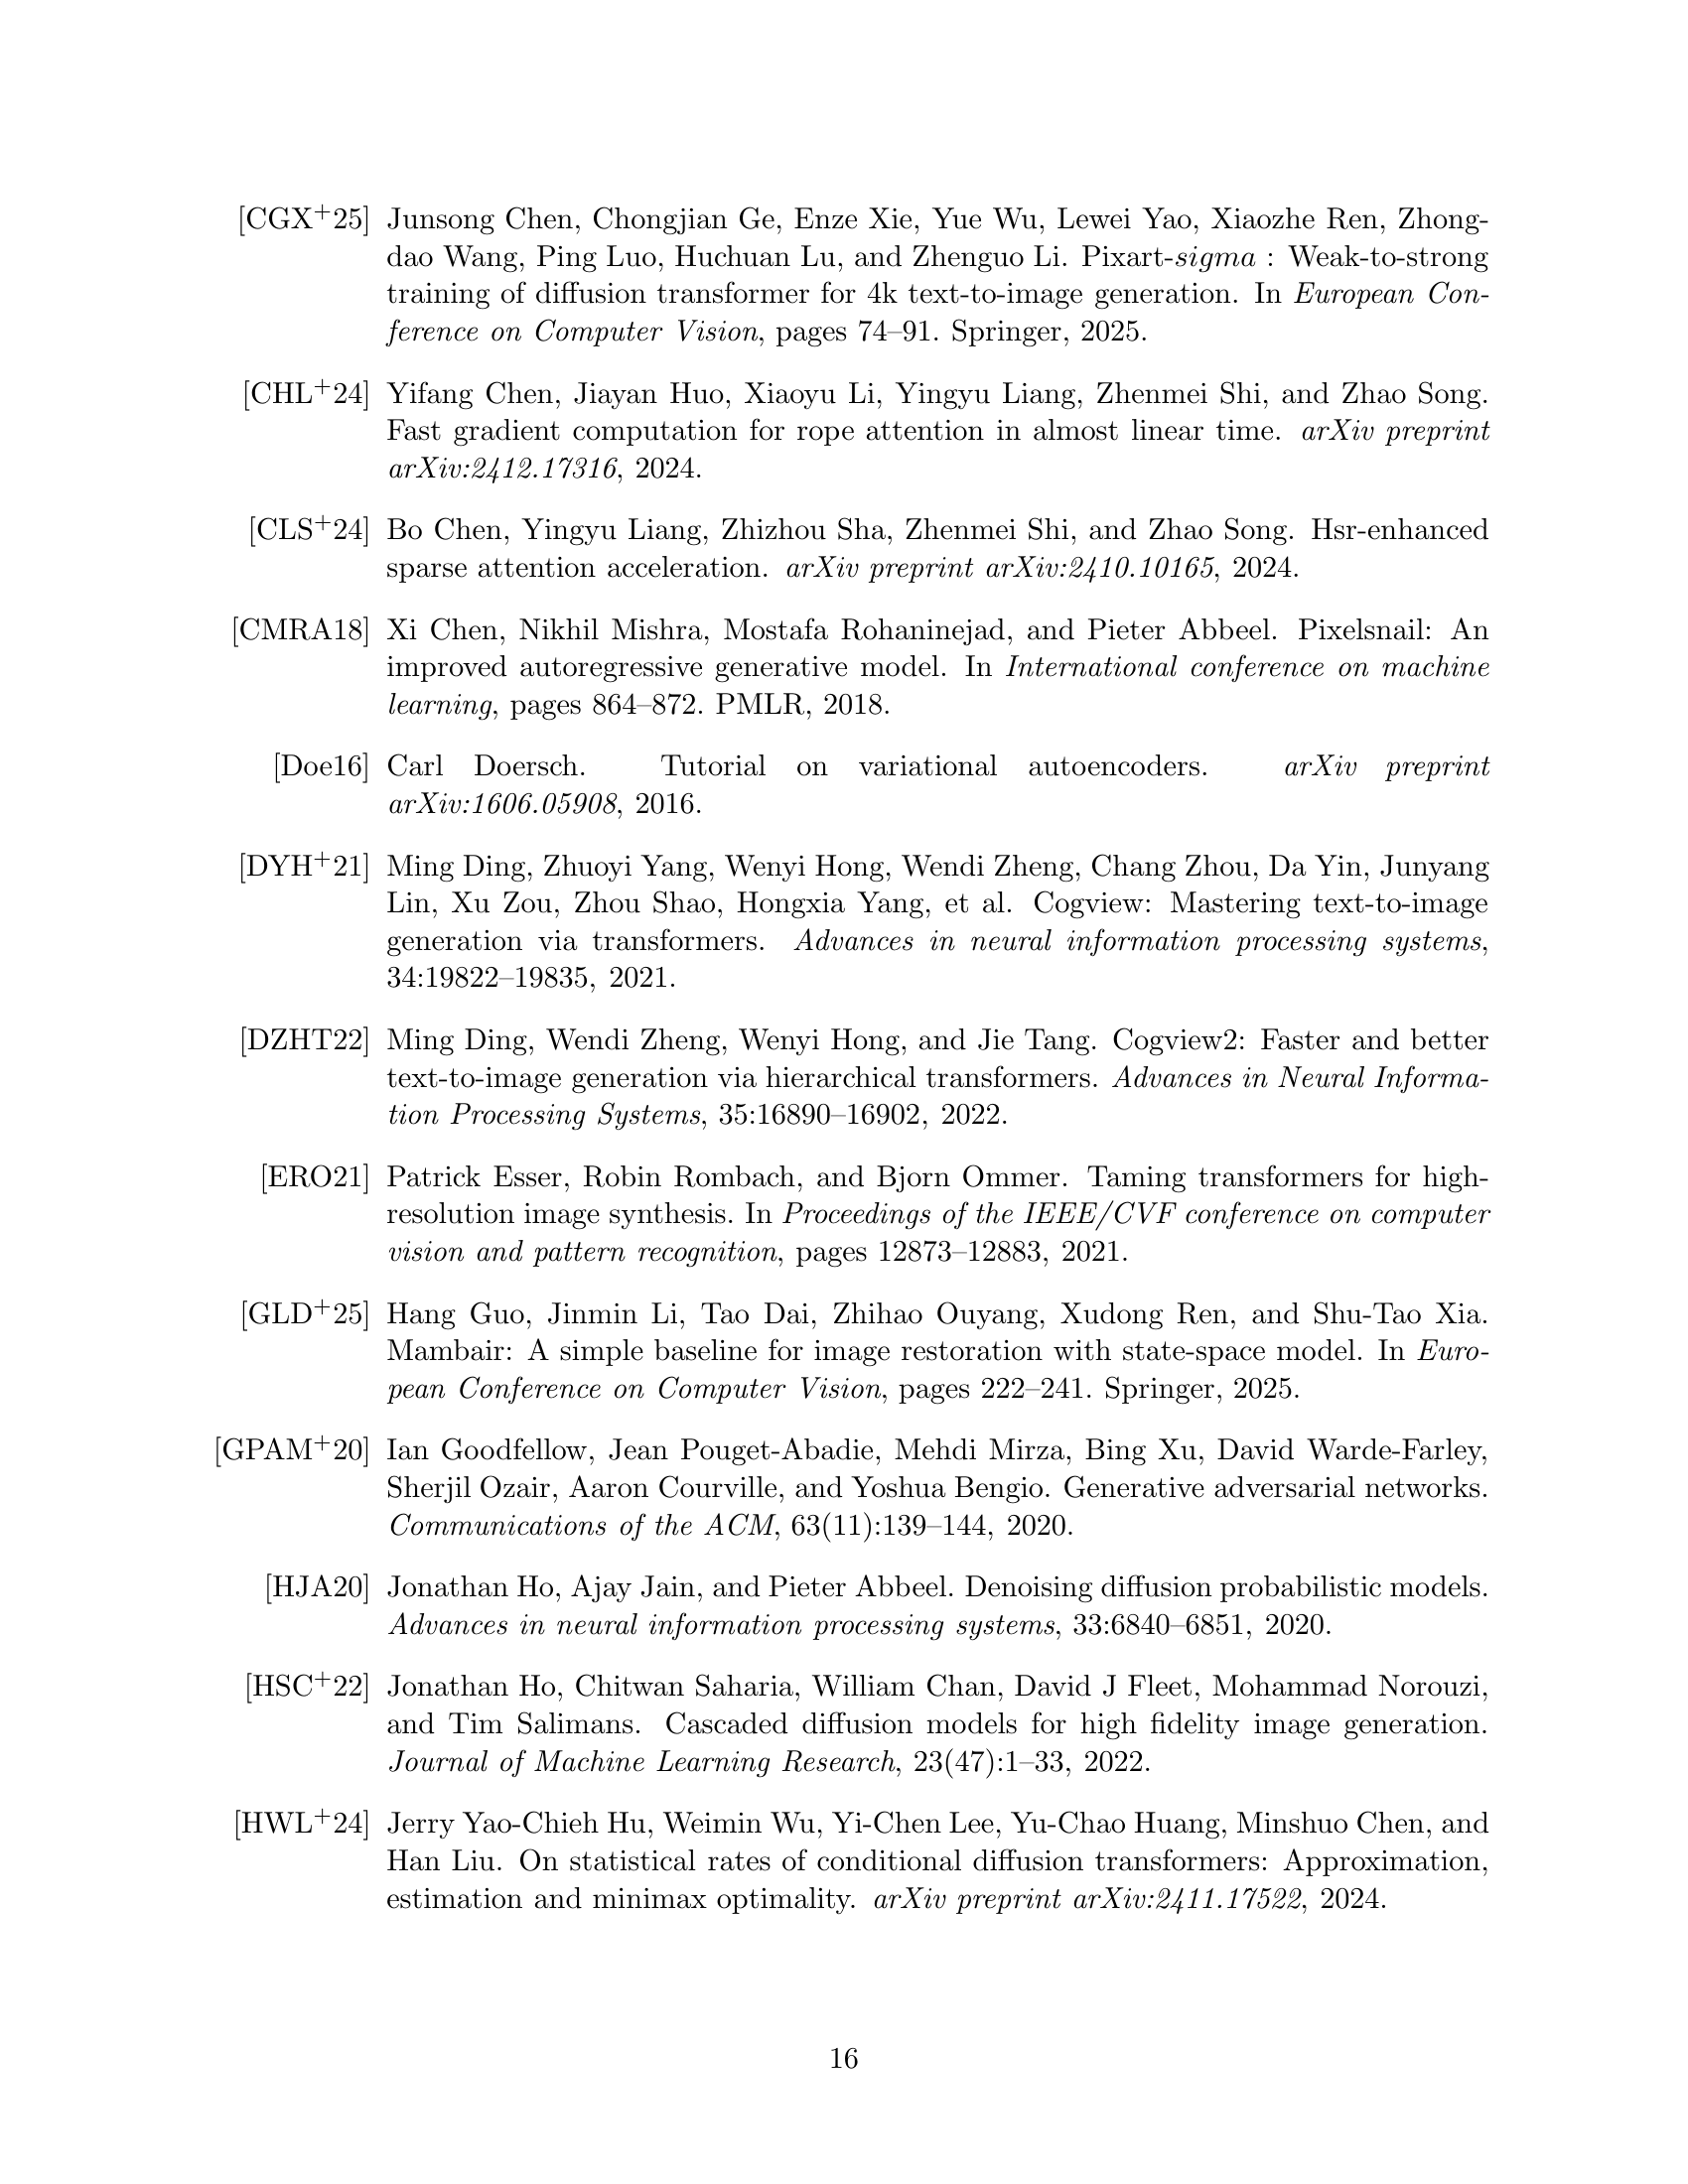 [CGX+25] Junsong Chen, Chongjian Ge, Enze Xie, Yue Wu, Lewei Yao, Xiaozhe Ren, Zhong-
dao Wang, Ping Luo, Huchuan Lu, and Zhenguo Li. Pixart-sigma : Weak-to-strong
training of diffusion transformer for 4k text-to-image generation. In European Con-
ference on Computer Vision, pages 74–91. Springer, 2025.
[CHL+24] Yifang Chen, Jiayan Huo, Xiaoyu Li, Yingyu Liang, Zhenmei Shi, and Zhao Song.
Fast gradient computation for rope attention in almost linear time. arXiv preprint
arXiv:2412.17316, 2024.
[CLS+24] Bo Chen, Yingyu Liang, Zhizhou Sha, Zhenmei Shi, and Zhao Song. Hsr-enhanced
sparse attention acceleration. arXiv preprint arXiv:2410.10165, 2024.
[CMRA18] Xi Chen, Nikhil Mishra, Mostafa Rohaninejad, and Pieter Abbeel. Pixelsnail: An
improved autoregressive generative model. In International conference on machine
learning, pages 864–872. PMLR, 2018.
[Doe16] Carl Doersch. Tutorial on variational autoencoders. arXiv preprint
arXiv:1606.05908, 2016.
[DYH+21] Ming Ding, Zhuoyi Yang, Wenyi Hong, Wendi Zheng, Chang Zhou, Da Yin, Junyang
Lin, Xu Zou, Zhou Shao, Hongxia Yang, et al. Cogview: Mastering text-to-image
generation via transformers. Advances in neural information processing systems,
34:19822–19835, 2021.
[DZHT22] Ming Ding, Wendi Zheng, Wenyi Hong, and Jie Tang. Cogview2: Faster and better
text-to-image generation via hierarchical transformers. Advances in Neural Informa-
tion Processing Systems, 35:16890–16902, 2022.
[ERO21] Patrick Esser, Robin Rombach, and Bjorn Ommer. Taming transformers for high-
resolution image synthesis. In Proceedings of the IEEE/CVF conference on computer
vision and pattern recognition, pages 12873–12883, 2021.
[GLD+25] Hang Guo, Jinmin Li, Tao Dai, Zhihao Ouyang, Xudong Ren, and Shu-Tao Xia.
Mambair: A simple baseline for image restoration with state-space model. In Euro-
pean Conference on Computer Vision, pages 222–241. Springer, 2025.
[GPAM+20] Ian Goodfellow, Jean Pouget-Abadie, Mehdi Mirza, Bing Xu, David Warde-Farley,
Sherjil Ozair, Aaron Courville, and Yoshua Bengio. Generative adversarial networks.
Communications of the ACM, 63(11):139–144, 2020.
[HJA20] Jonathan Ho, Ajay Jain, and Pieter Abbeel. Denoising diffusion probabilistic models.
Advances in neural information processing systems, 33:6840–6851, 2020.
[HSC+22] Jonathan Ho, Chitwan Saharia, William Chan, David J Fleet, Mohammad Norouzi,
and Tim Salimans. Cascaded diffusion models for high fidelity image generation.
Journal of Machine Learning Research, 23(47):1–33, 2022.
[HWL+24] Jerry Yao-Chieh Hu, Weimin Wu, Yi-Chen Lee, Yu-Chao Huang, Minshuo Chen, and
Han Liu. On statistical rates of conditional diffusion transformers: Approximation,
estimation and minimax optimality. arXiv preprint arXiv:2411.17522, 2024.
16